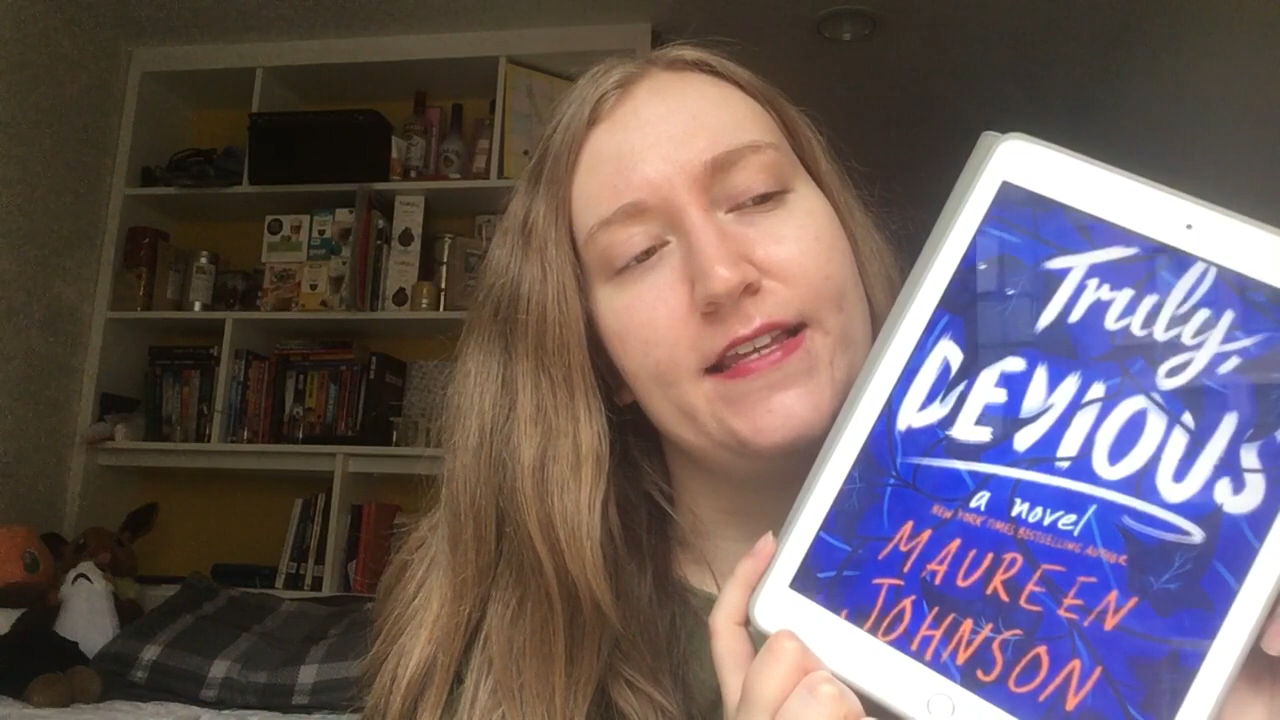 Truly,
DEVIOUS
a novel
NEW YORK TIMES BESTSELLING AUTHOR
MAUREEN
JOHNSON